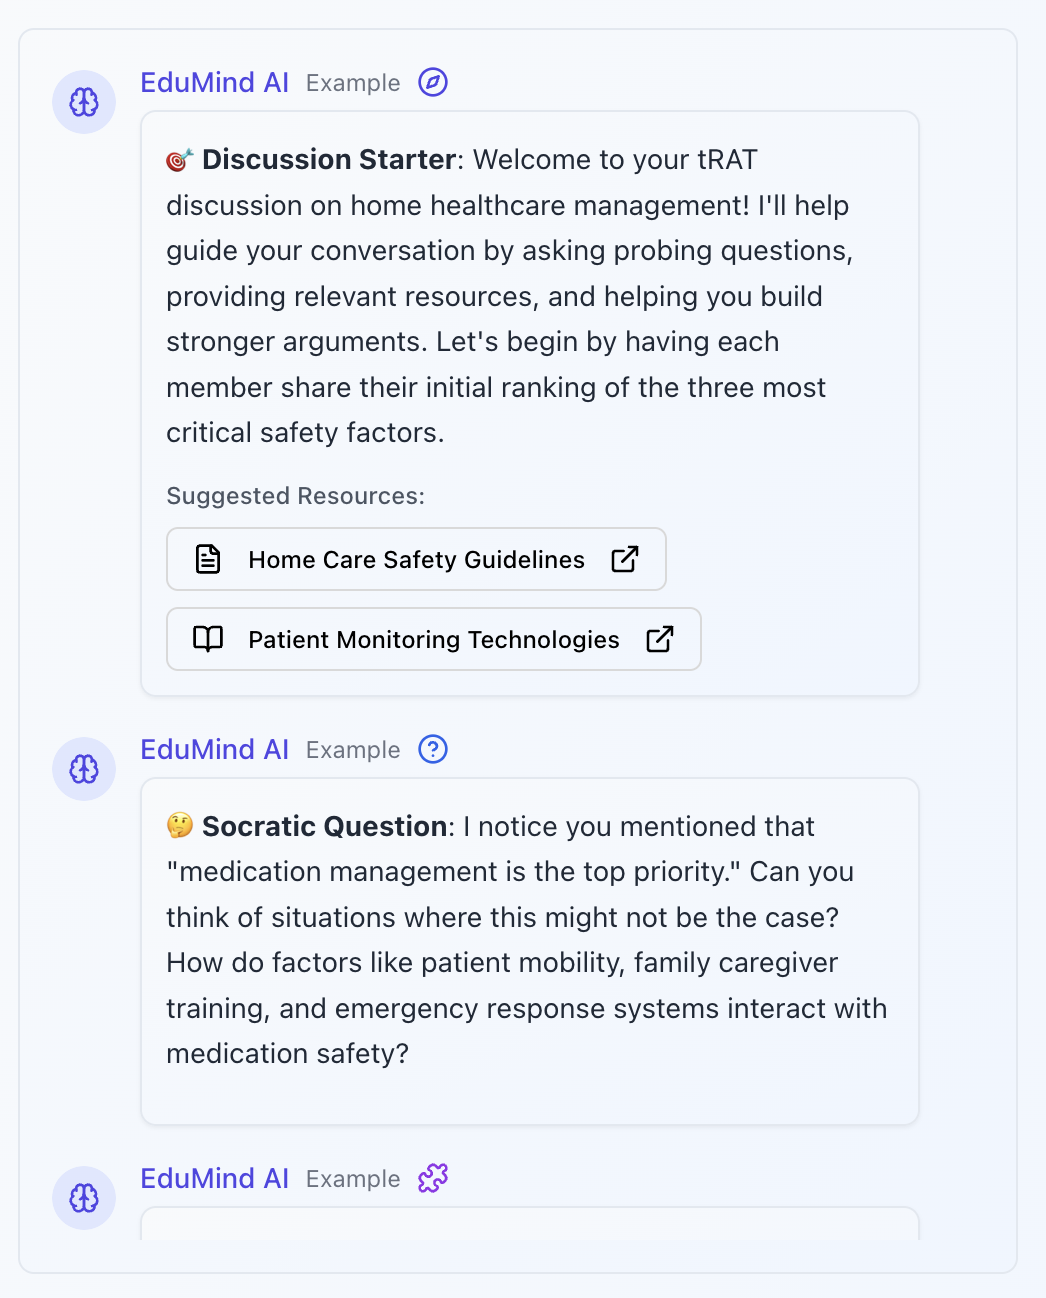 EduMind AI Example
🎯 Discussion Starter: Welcome to your tRAT
discussion on home healthcare management! I'll help
guide your conversation by asking probing questions,
providing relevant resources, and helping you build
stronger arguments. Let's begin by having each
member share their initial ranking of the three most
critical safety factors.
Suggested Resources:
Home Care Safety Guidelines
Patient Monitoring Technologies
EduMind AI Example
🤔 Socratic Question: I notice you mentioned that
"medication management is the top priority." Can you
think of situations where this might not be the case?
How do factors like patient mobility, family caregiver
training, and emergency response systems interact with
medication safety?
EduMind AI Example